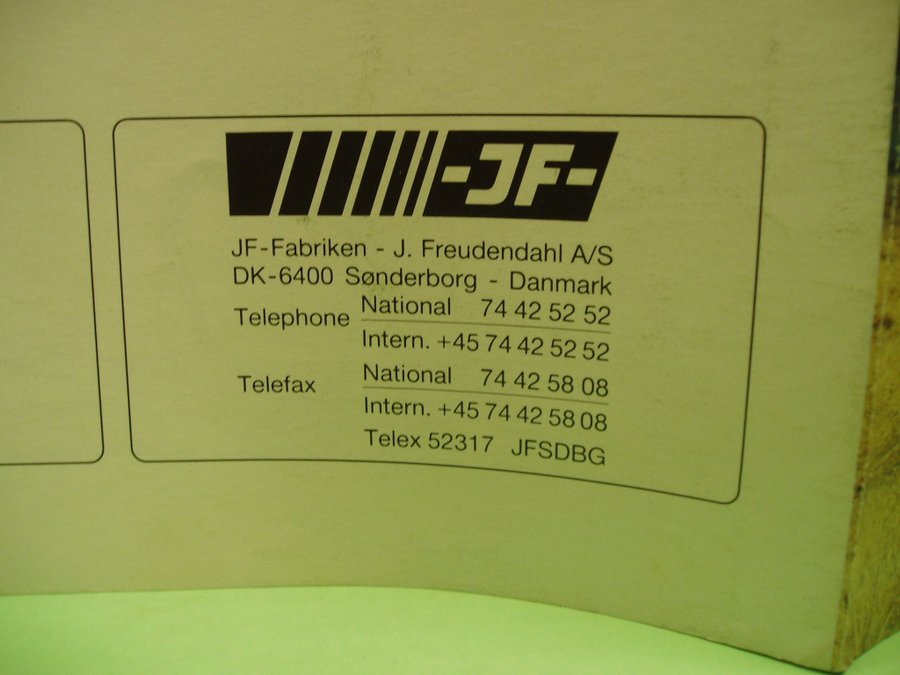 -JF-
JF-Fabriken - J. Freudendahl A/S
DK-6400 Sønderborg - Danmark
Telephone National 74 42 52 52
Intern. +45 74 42 52 52
Telefax National 74 42 58 08
Intern. +45 74 42 58 08
Telex 52317 JFSDBG